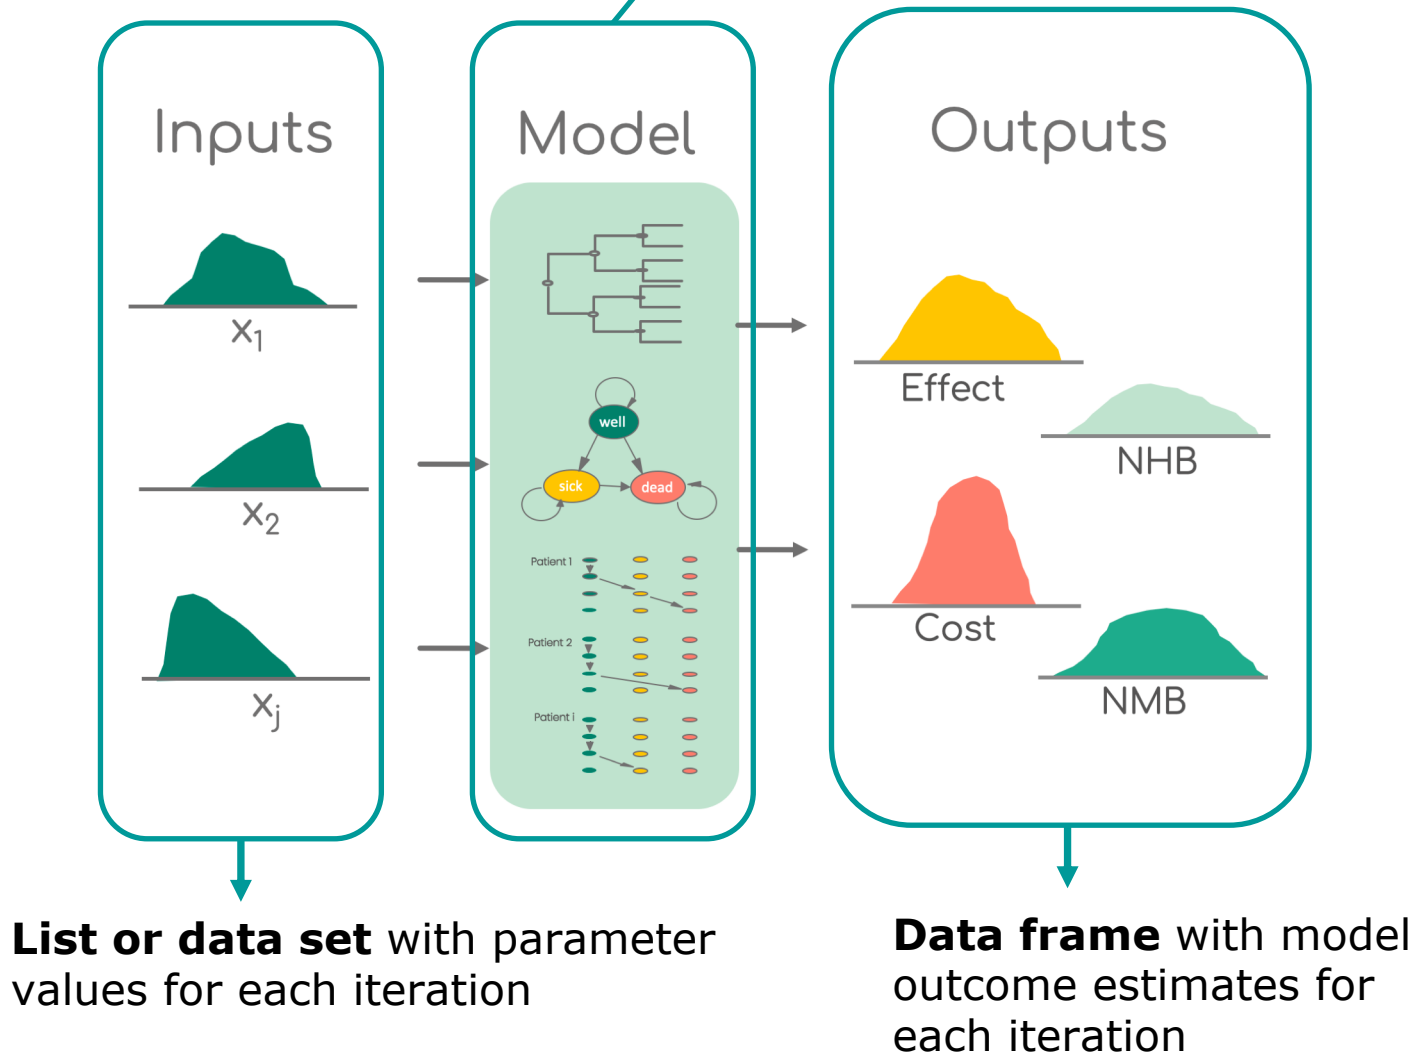 Inputs
x1
x2
xj
List or data set with parameter
values for each iteration
Model
well
sick
dead
Patient 1
Patient 2
Patient i
Outputs
Effect
NHB
Cost
NMB
Data frame with model
outcome estimates for
each iteration